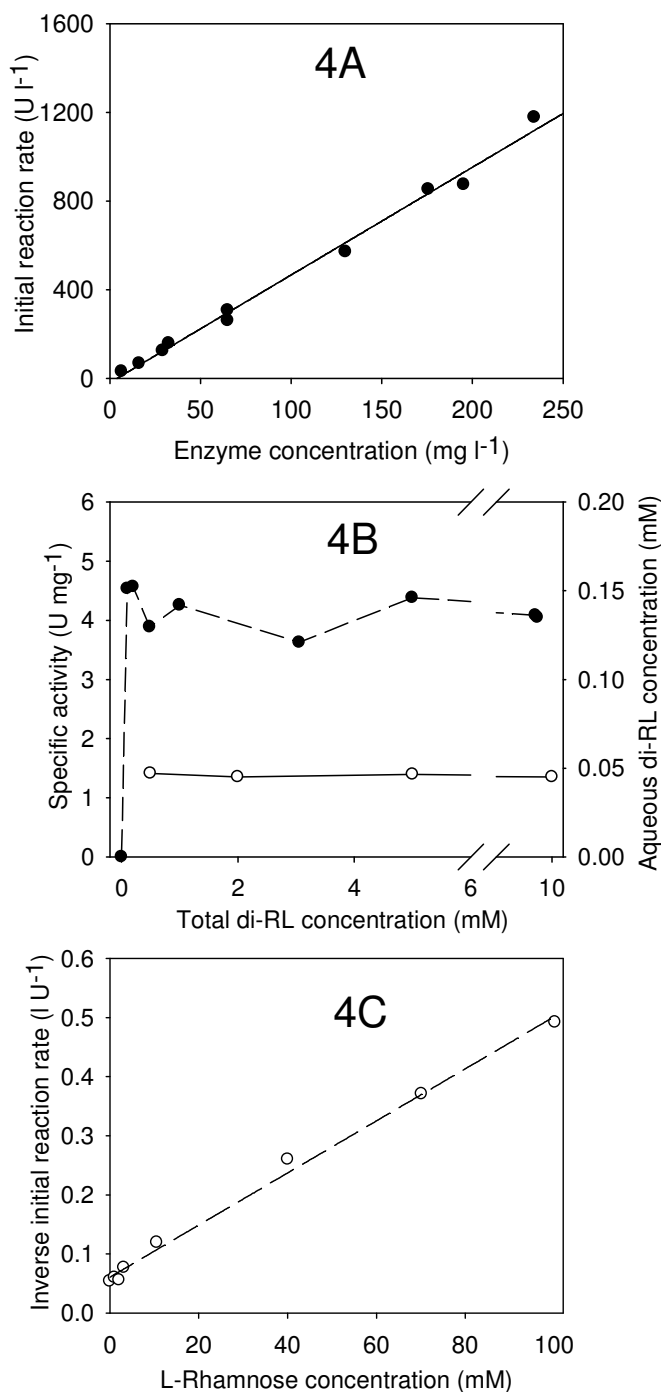 4A
Initial reaction rate (U l-1)
1600
1200
800
400
0
0 50 100 150 200 250
Enzyme concentration (mg l-1)
4B
Specific activity (U mg-1)
6
5
4
3
2
1
0
Aqueous di-RL concentration (mM)
0.20
0.15
0.10
0.05
0.00
0 2 4 6 10
Total di-RL concentration (mM)
4C
Inverse initial reaction rate (l U-1)
0.6
0.5
0.4
0.3
0.2
0.1
0.0
0 20 40 60 80 100
L-Rhamnose concentration (mM)